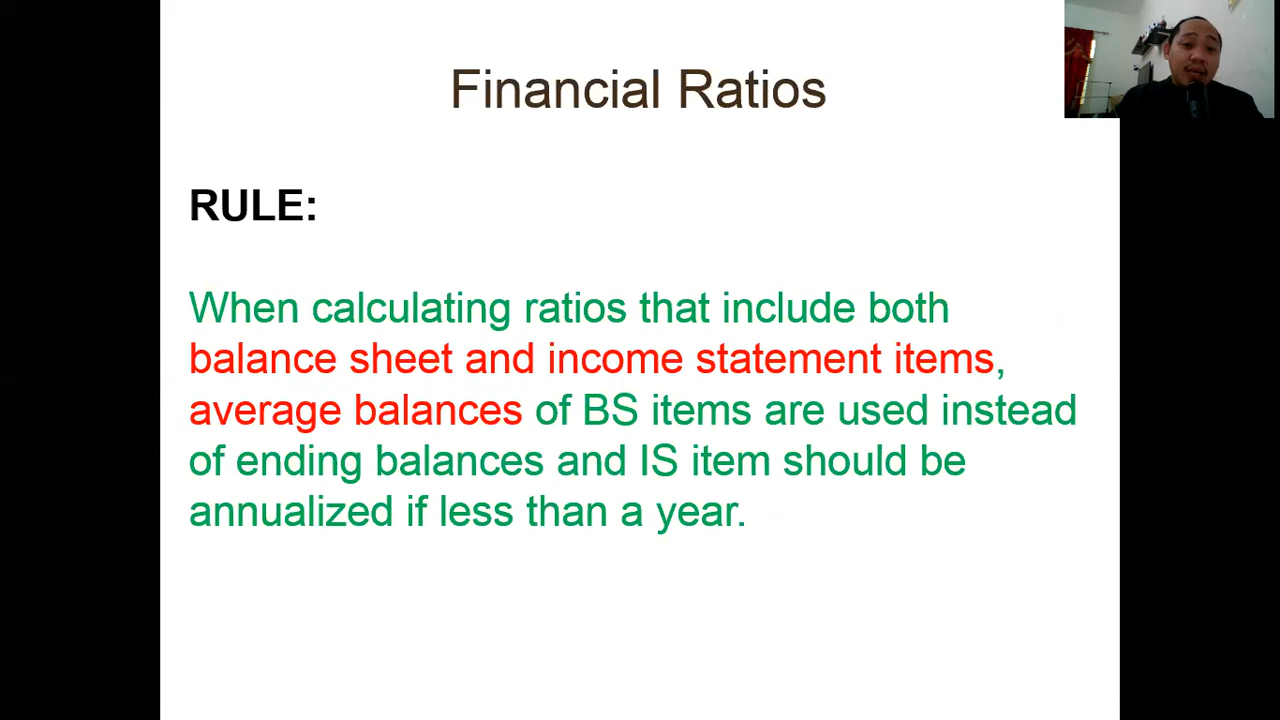 Financial Ratios
RULE:
When calculating ratios that include both
balance sheet and income statement items,
average balances of BS items are used instead
of ending balances and IS item should be
annualized if less than a year.